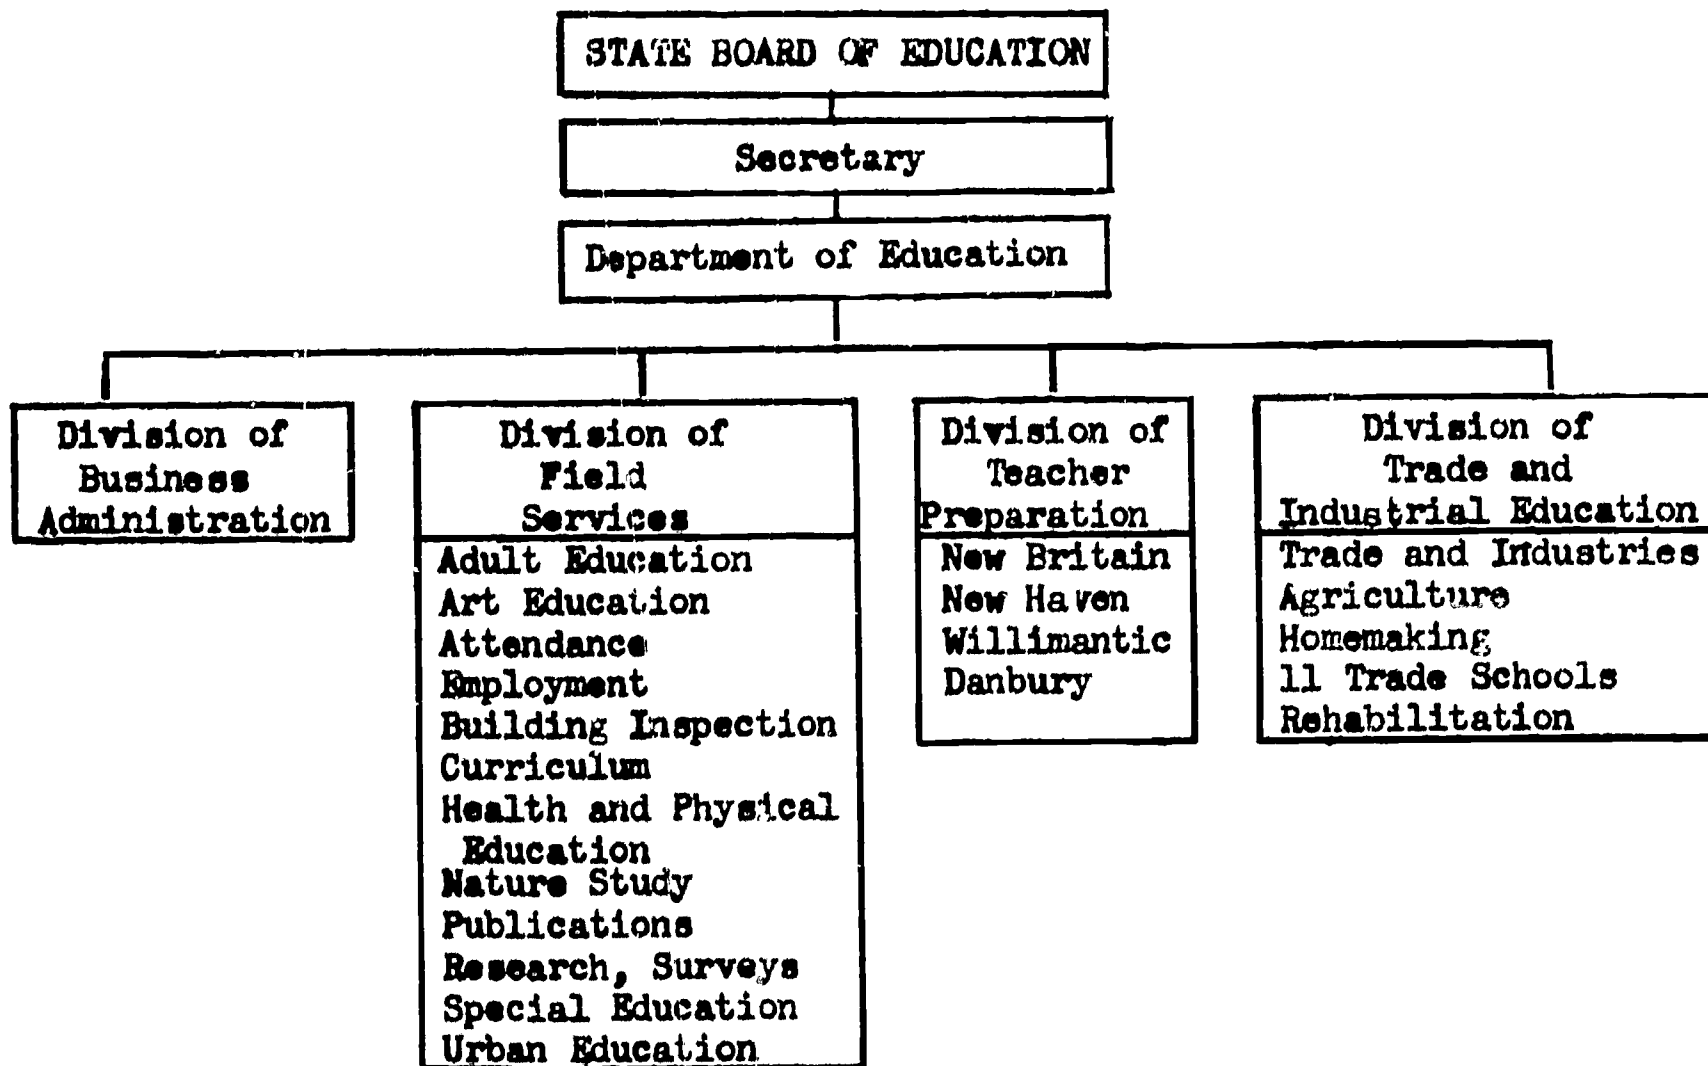 STATE BOARD OF EDUCATION
Secretary
Department of Education
Division of
Business
Administration
Division of
Field
Services
Adult Education
Art Education
Attendance
Employment
Building Inspection
Curriculum
Health and Physical
Education
Nature Study
Publications
Research, Surveys
Special Education
Urban Education
Division of
Teacher
Preparation
New Britain
New Haven
Willimantic
Danbury
Division of
Trade and
Industrial Education
Trade and Industries
Agriculture
Homemaking
11 Trade Schools
Rehabilitation